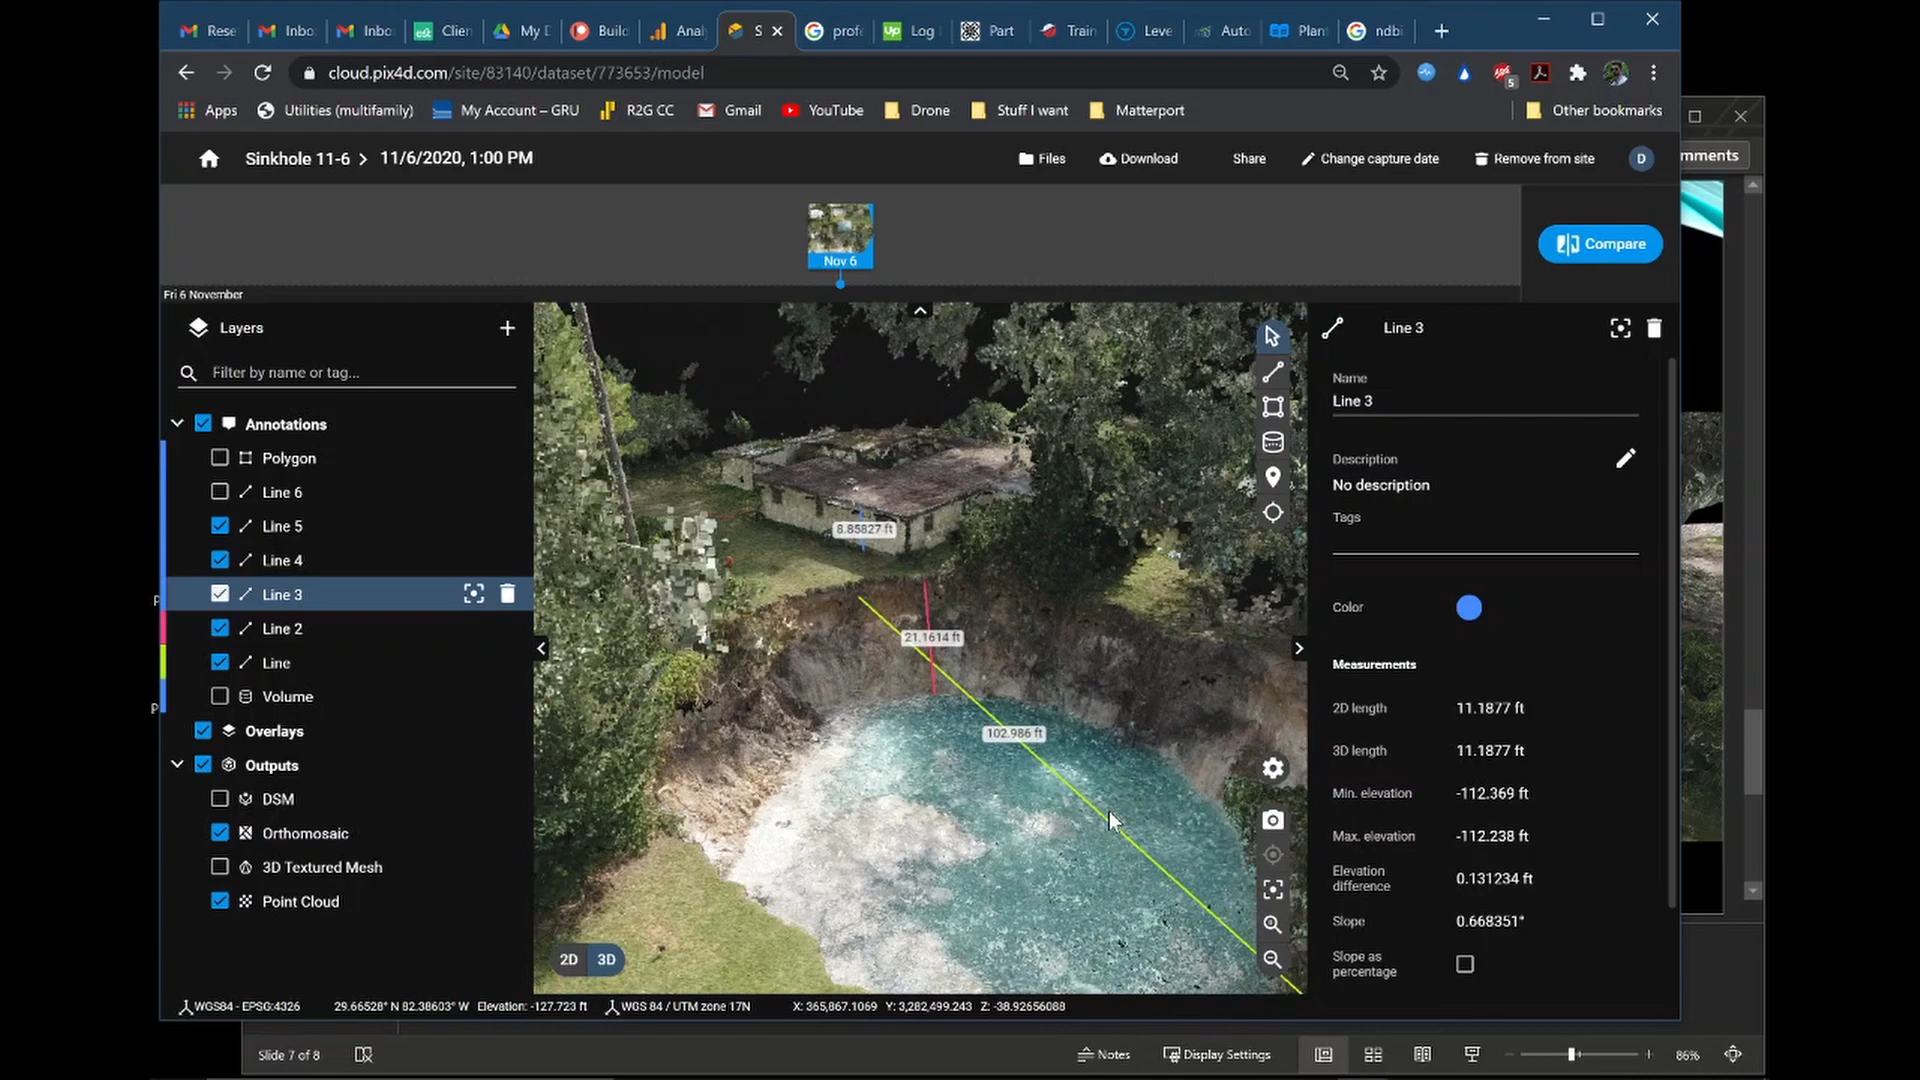 Rese
Inbo
Inbo
Clien
My D
Build
Anal
S
profe
Log
Part
Train
Leve
Auto
Plan
ndbi
cloud.pix4d.com/site/83140/dataset/773653/model
5
Apps
Utilities (multifamily)
My Account – GRU
R2G CC
Gmail
YouTube
Drone
Stuff I want
Matterport
Other bookmarks
mments
Sinkhole 11-6
11/6/2020, 1:00 PM
Files
Download
Share
Change capture date
Remove from site
D
Nov 6
Compare
Fri 6 November
Layers
Filter by name or tag...
Annotations
Polygon
Line 6
Line 5
Line 4
Line 3
Line 2
Line
Volume
Overlays
Outputs
DSM
Orthomosaic
3D Textured Mesh
Point Cloud
8.85827 ft
21.1614 ft
102.986 ft
2D
3D
Line 3
Name
Line 3
Description
No description
Tags
Color
Measurements
2D length 11.1877 ft
3D length 11.1877 ft
Min. elevation -112.369 ft
Max. elevation -112.238 ft
Elevation
difference 0.131234 ft
Slope 0.668351°
Slope as
percentage
WGS84 - EPSG:4326
29.66528° N 82.38603° W Elevation: -127.723 ft
WGS 84 / UTM zone 17N
X: 365,867.1069 Y: 3,282,499.243 Z: -38.92656088
Slide 7 of 8
Notes
Display Settings
86%